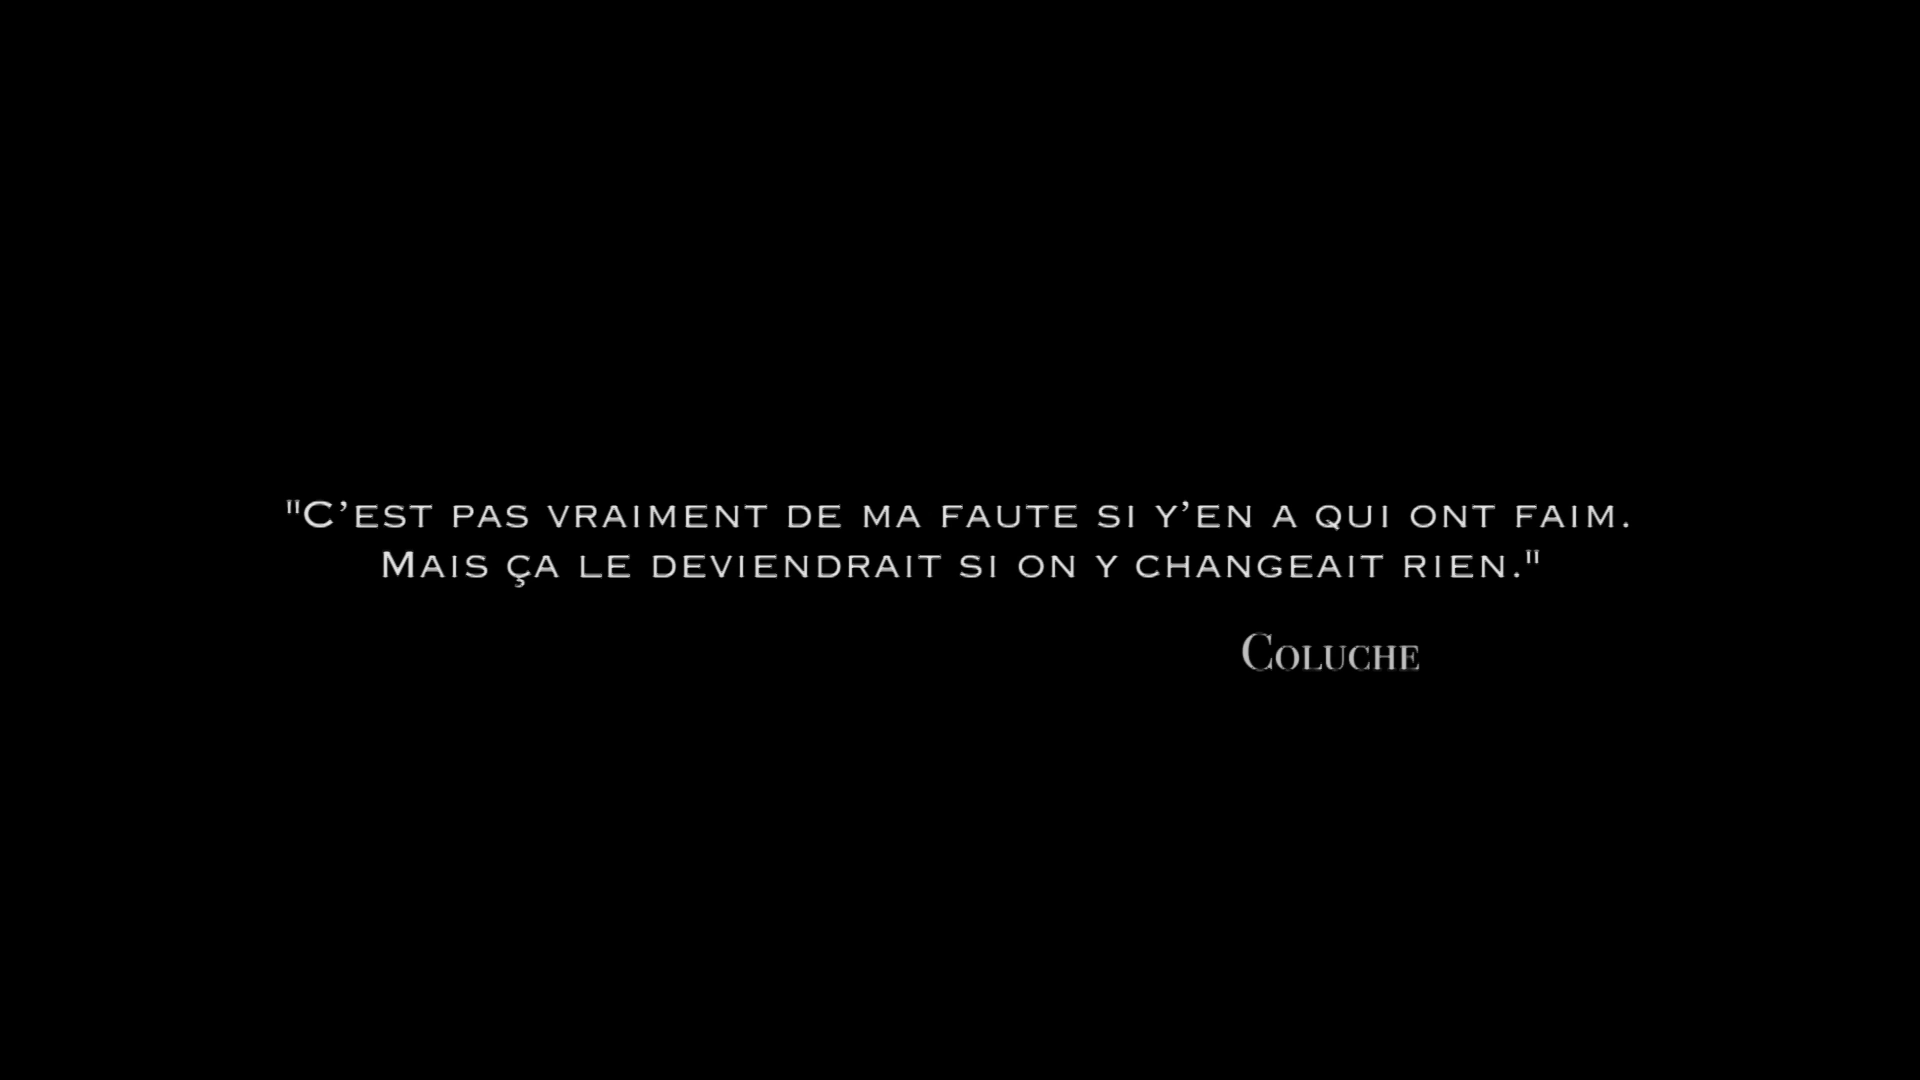 "C’est pas vraiment de ma faute si y’en a qui ont faim.
Mais ça le deviendrait si on y changeait rien."
Coluche